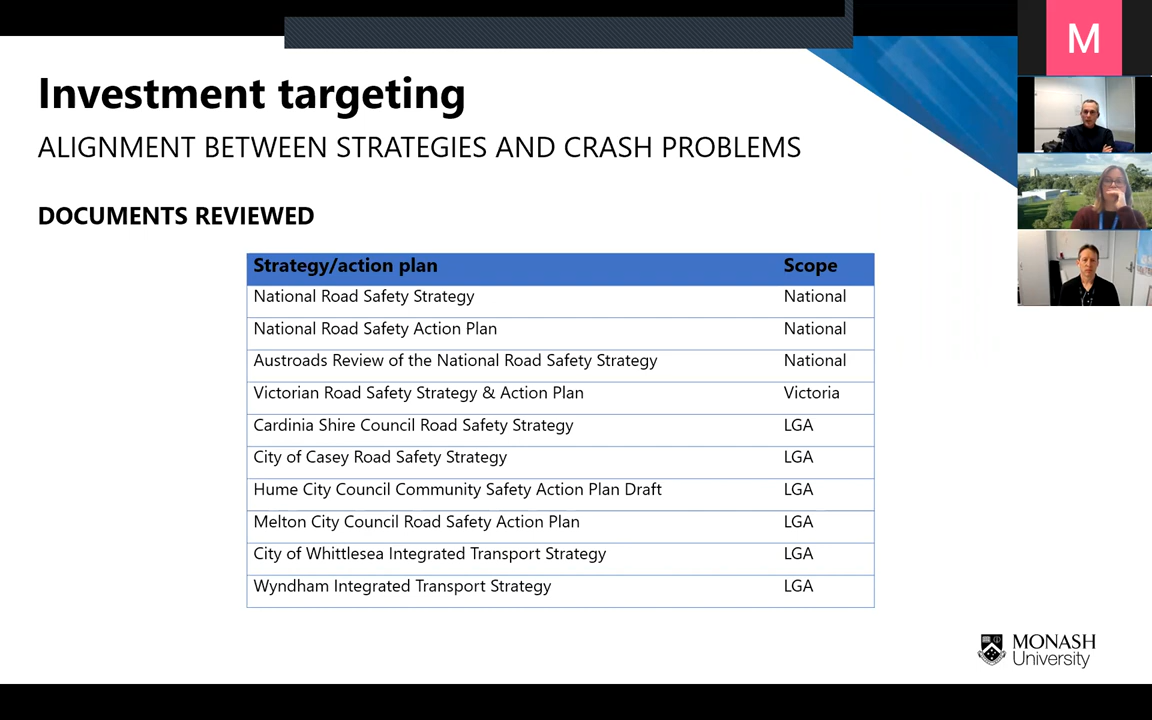 Investment targeting
ALIGNMENT BETWEEN STRATEGIES AND CRASH PROBLEMS
DOCUMENTS REVIEWED
Strategy/action plan Scope
National Road Safety Strategy National
National Road Safety Action Plan National
Austroads Review of the National Road Safety Strategy National
Victorian Road Safety Strategy & Action Plan Victoria
Cardinia Shire Council Road Safety Strategy LGA
City of Casey Road Safety Strategy LGA
Hume City Council Community Safety Action Plan Draft LGA
Melton City Council Road Safety Action Plan LGA
City of Whittlesea Integrated Transport Strategy LGA
Wyndham Integrated Transport Strategy LGA
M
MONASH
University